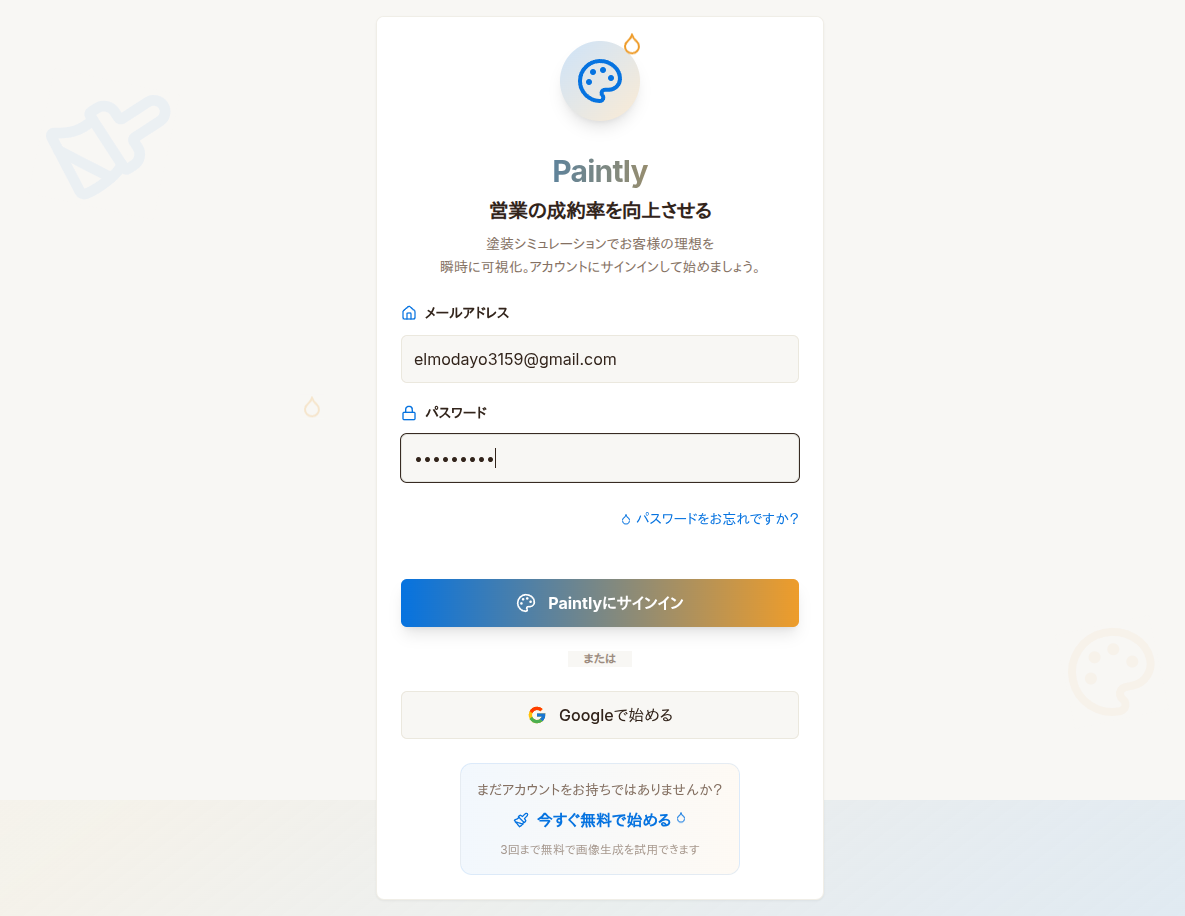 Paintly
営業の成約率を向上させる
塗装シミュレーションでお客様の理想を
瞬時に可視化。アカウントにサインインして始めましょう。
メールアドレス
elmodayo3159@gmail.com
パスワード
•••••••••
パスワードをお忘れですか？
Paintlyにサインイン
または
Googleで始める
まだアカウントをお持ちではありませんか？
今すぐ無料で始める
3回まで無料で画像生成を試用できます